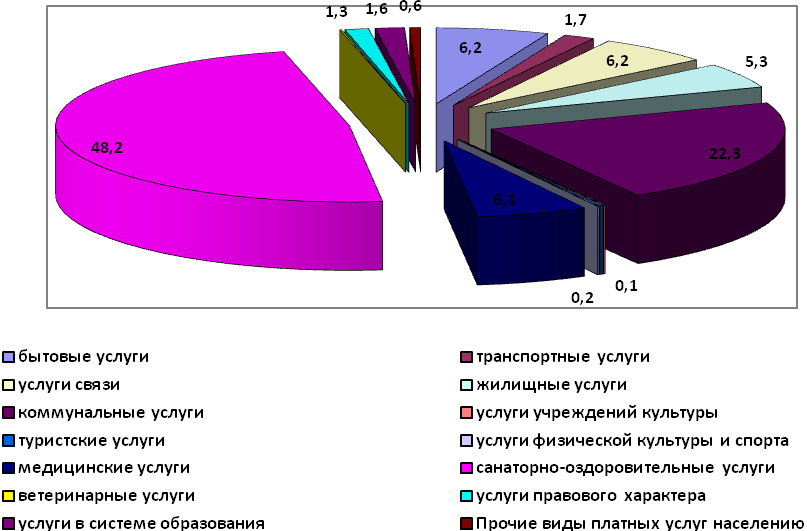 1,3
1,6
0,6
6,2
1,7
6,2
5,3
48,2
22,3
6,1
0,2
0,1
бытовые услуги
транспортные услуги
услуги связи
жилищные услуги
коммунальные услуги
услуги учреждений культуры
туристские услуги
услуги физической культуры и спорта
медицинские услуги
санаторно-оздоровительные услуги
ветеринарные услуги
услуги правового характера
услуги в системе образования
Прочие виды платных услуг населению